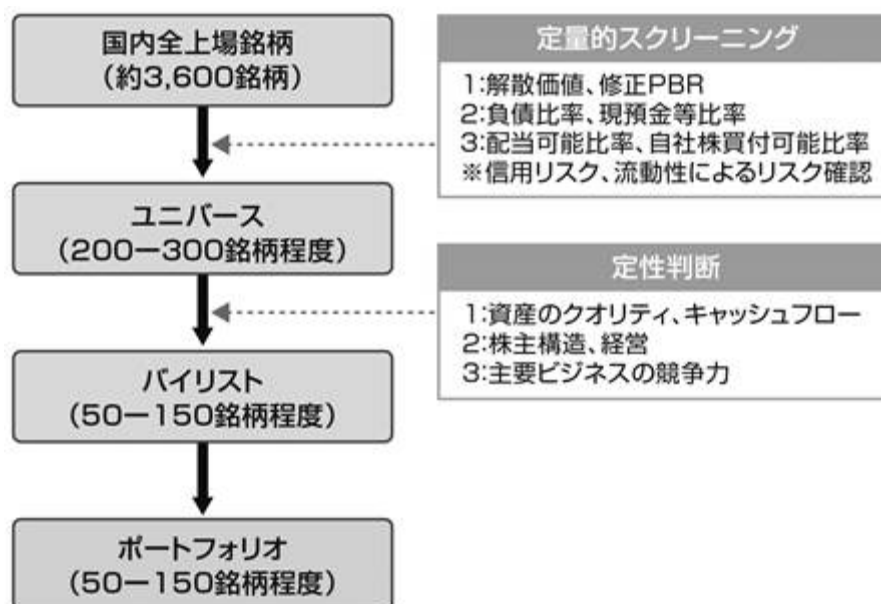 国内全上場銘柄
（約3,600銘柄）
定量的スクリーニング
1:解散価値、修正PBR
2:負債比率、現預金等比率
3:配当可能比率、自社株買付可能比率
※信用リスク、流動性によるリスク確認
ユニバース
（200ー300銘柄程度）
定性判断
1:資産のクオリティ、キャッシュフロー
2:株主構造、経営
3:主要ビジネスの競争力
バイリスト
（50ー150銘柄程度）
ポートフォリオ
（50ー150銘柄程度）